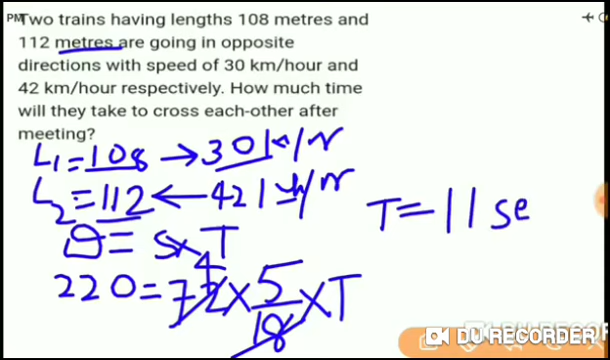 PM
Two trains having lengths 108 metres and
112 metres are going in opposite
directions with speed of 30 km/hour and
42 km/hour respectively. How much time
will they take to cross each-other after
meeting?
L1=108 → 30 k/hr
L2=112 ← 42 k/hr
D= s×T
T=11 se
4
220=72×5/18×T
DU RECORDER